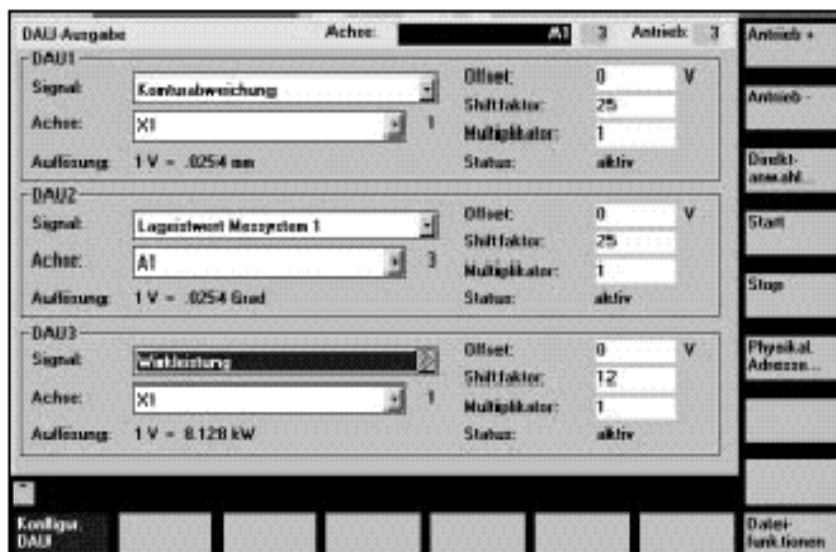 DAU-Ausgabe Achse: A1 3 Antrieb: 3
DAU1
Signal: Konturabweichung
Achse: X1 1
Auflösung: 1 V = .0254 mm
Offset: 0 V
Shiftfaktor: 25
Multiplikator: 1
Status: aktiv
DAU2
Signal: Lageistwert Messystem 1
Achse: A1 3
Auflösung: 1 V = .0254 Grad
Offset: 0 V
Shiftfaktor: 25
Multiplikator: 1
Status: aktiv
DAU3
Signal: Wirkleistung
Achse: X1 1
Auflösung: 1 V = 8.128 kW
Offset: 0 V
Shiftfaktor: 12
Multiplikator: 1
Status: aktiv
Antrieb +
Antrieb -
Direkt-
anwahl...
Start
Stop
Physikal.
Adresse...
Konfigur.
DAU
Datei-
funktionen